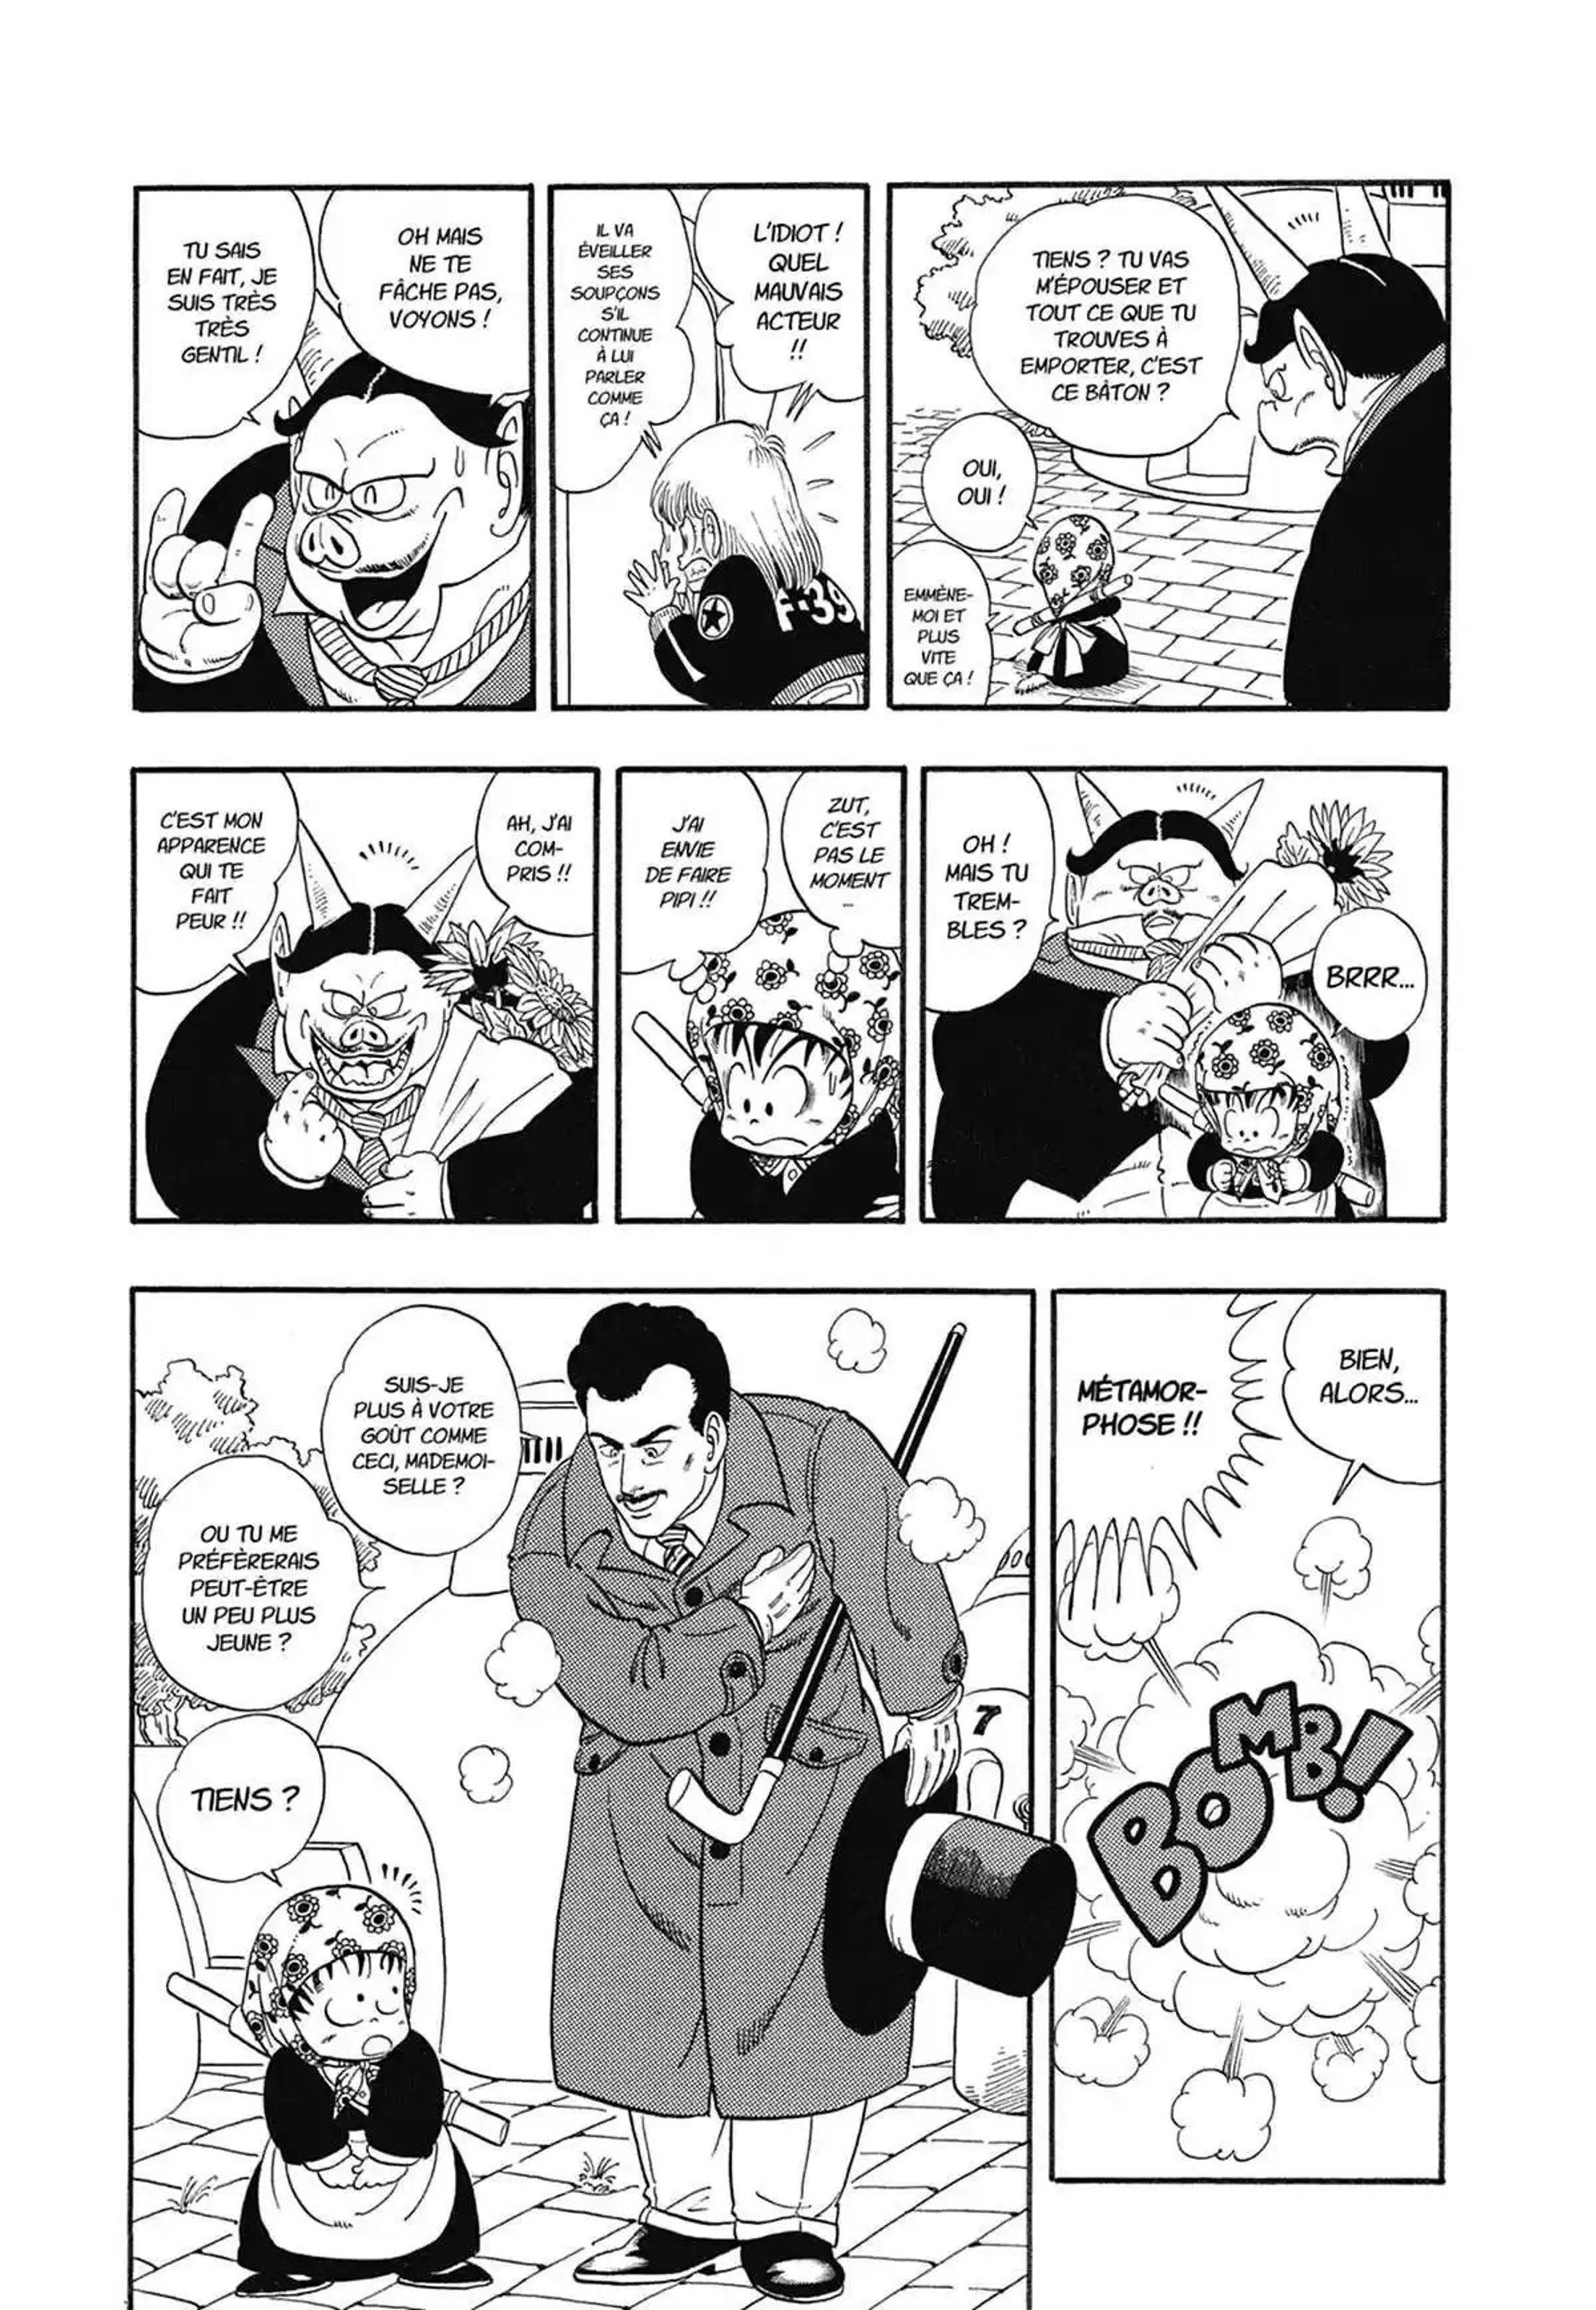 TIENS ? TU VAS
M'ÉPOUSER ET
TOUT CE QUE TU
TROUVES À
EMPORTER, C'EST
CE BÂTON ?
OUI,
OUI !
EMMÈNE-
MOI ET
PLUS
VITE
QUE ÇA !
L'IDIOT !
QUEL
MAUVAIS
ACTEUR
!!
IL VA
ÉVEILLER
SES
SOUPÇONS
S'IL
CONTINUE
À LUI
PARLER
COMME
ÇA !
F-39
OH MAIS
NE TE
FÂCHE PAS,
VOYONS !
TU SAIS
EN FAIT, JE
SUIS TRÈS
TRÈS
GENTIL !
OH !
MAIS TU
TREM-
BLES ?
BRRR...
ZUT,
C'EST
PAS LE
MOMENT
...
J'AI
ENVIE
DE FAIRE
PIPI !!
AH, J'AI
COM-
PRIS !!
C'EST MON
APPARENCE
QUI TE
FAIT
PEUR !!
BIEN,
ALORS...
MÉTAMOR-
PHOSE !!
BOMB!
SUIS-JE
PLUS À VOTRE
GOÛT COMME
CECI, MADEMOI-
SELLE ?
OU TU ME
PRÉFÈRERAIS
PEUT-ÊTRE
UN PEU PLUS
JEUNE ?
7
TIENS ?